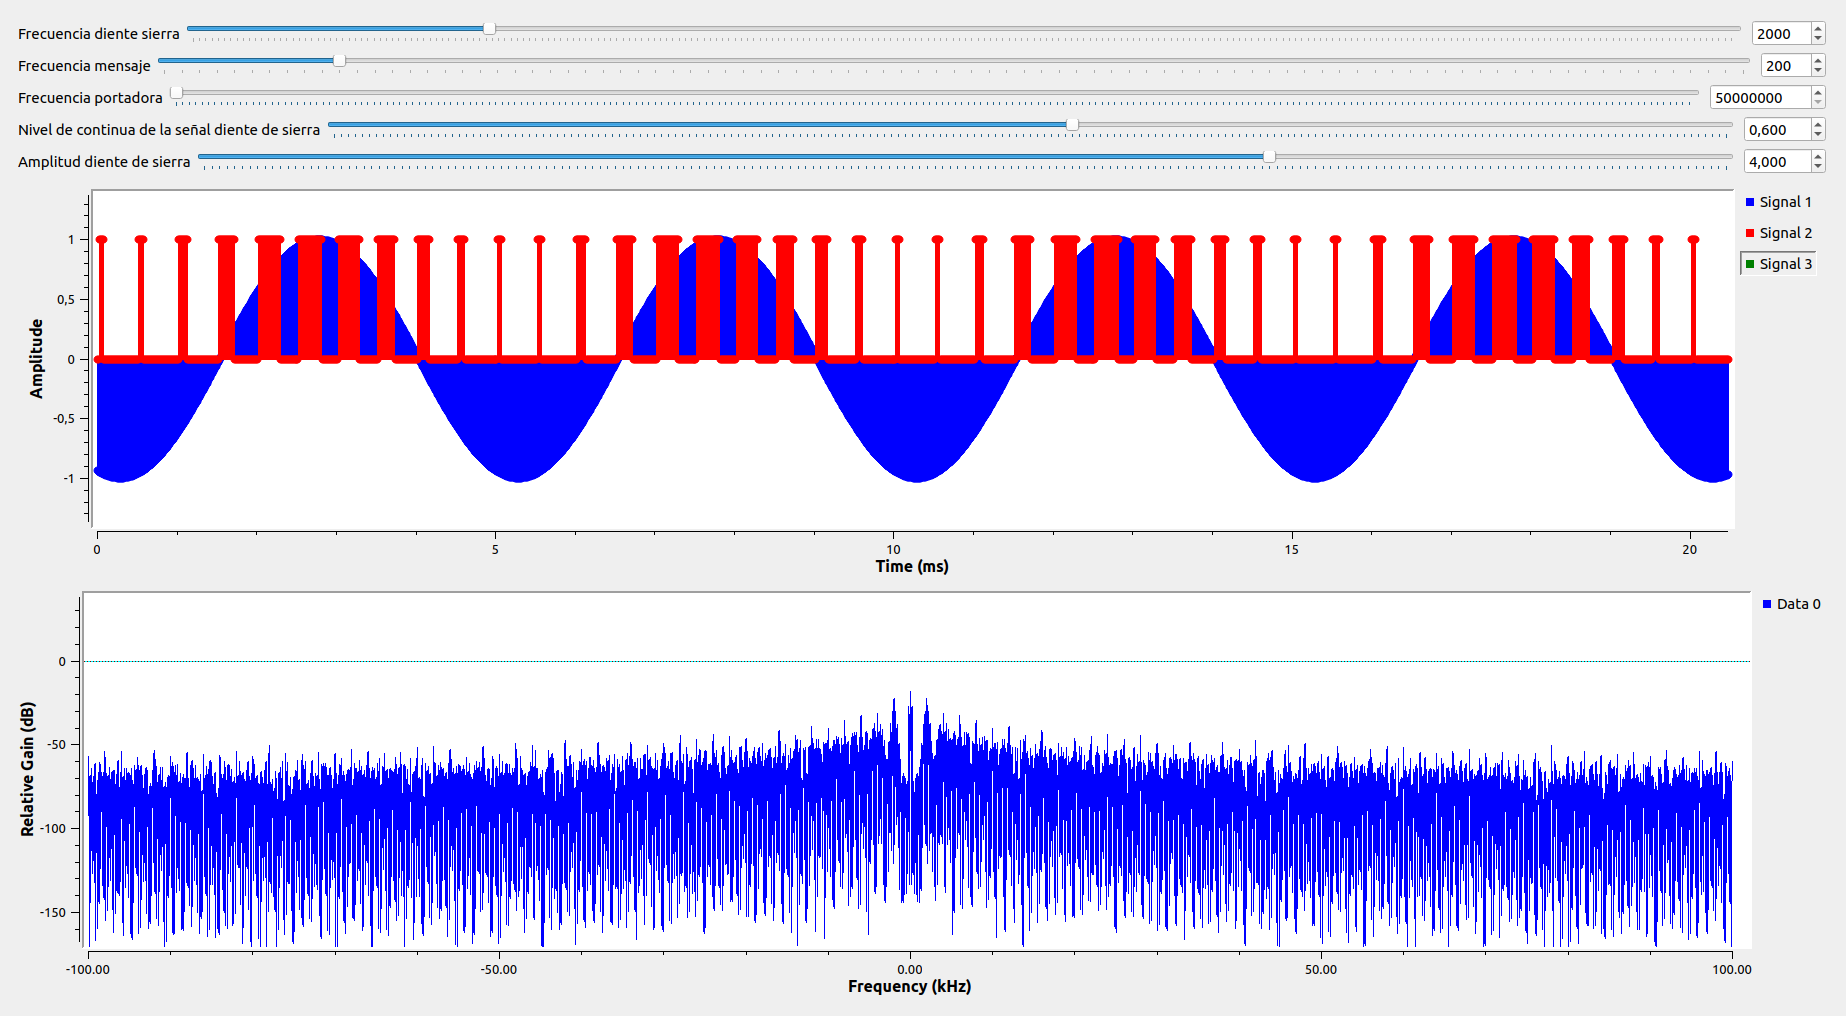 Frecuencia diente sierra 2000
Frecuencia mensaje 200
Frecuencia portadora 50000000
Nivel de continua de la señal diente de sierra 0,600
Amplitud diente de sierra 4,000
Signal 1
Signal 2
Signal 3
Amplitude
1
0,5
0
-0,5
-1
0 5 10 15 20
Time (ms)
Data 0
Relative Gain (dB)
0
-50
-100
-150
-100.00 -50.00 0.00 50.00 100.00
Frequency (kHz)